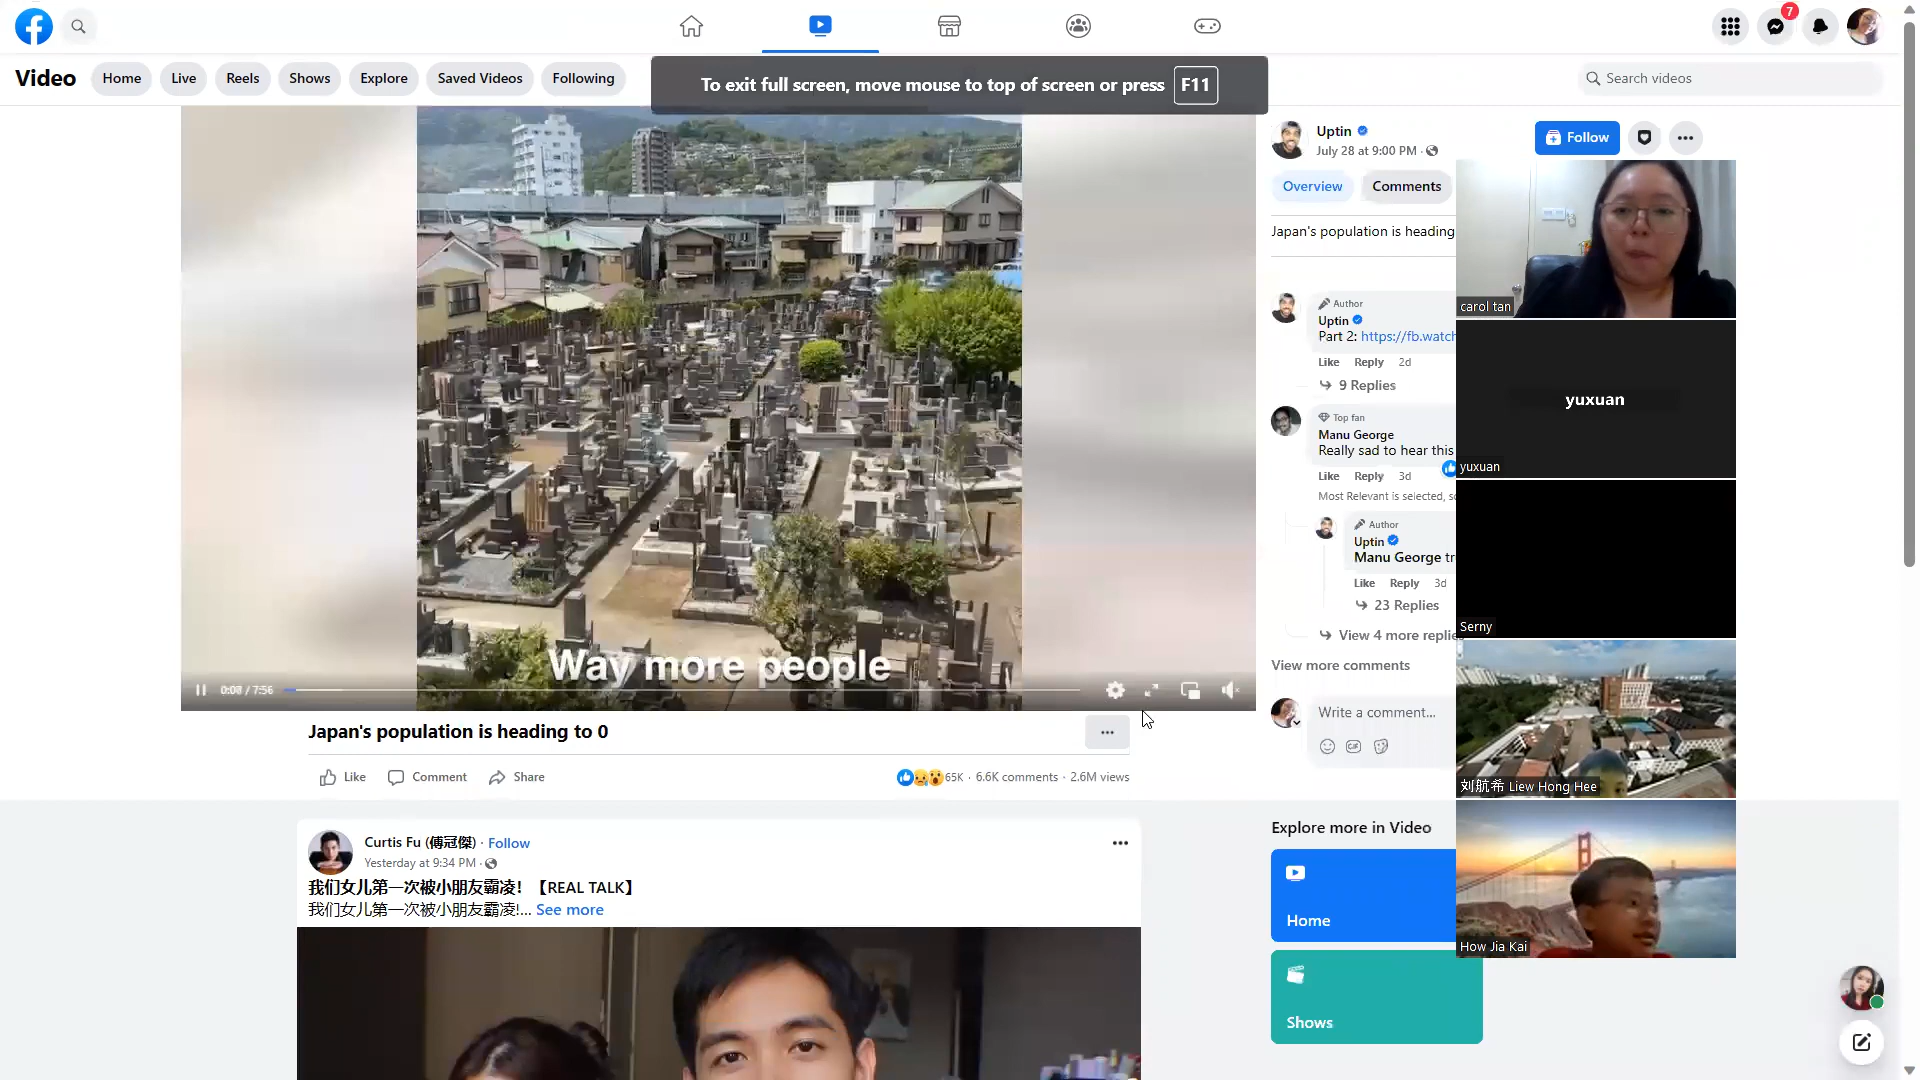 7
Video
Home
Live
Reels
Shows
Explore
Saved Videos
Following
To exit full screen, move mouse to top of screen or press F11
Search videos
Way more people
/ 7:56
Japan's population is heading to 0
Like
Comment
Share
65K · 6.6K comments · 2.6M views
Uptin
July 28 at 9:00 PM ·
Follow
Overview
Comments
Japan's population is heading
Author
Uptin
Part 2: https://fb.watch
Like Reply 2d
9 Replies
Top fan
Manu George
Really sad to hear this
Like Reply 3d
Most Relevant is selected, s
Author
Uptin
Manu George tr
Like Reply 3d
23 Replies
View 4 more replie
View more comments
Write a comment...
GIF
carol tan
yuxuan
yuxuan
Serny
刘航希 Liew Hong Hee
How Jia Kai
Curtis Fu (傅冠傑) · Follow
Yesterday at 9:34 PM ·
我们女儿第一次被小朋友霸凌！【REAL TALK】
我们女儿第一次被小朋友霸凌!... See more
Explore more in Video
Home
Shows